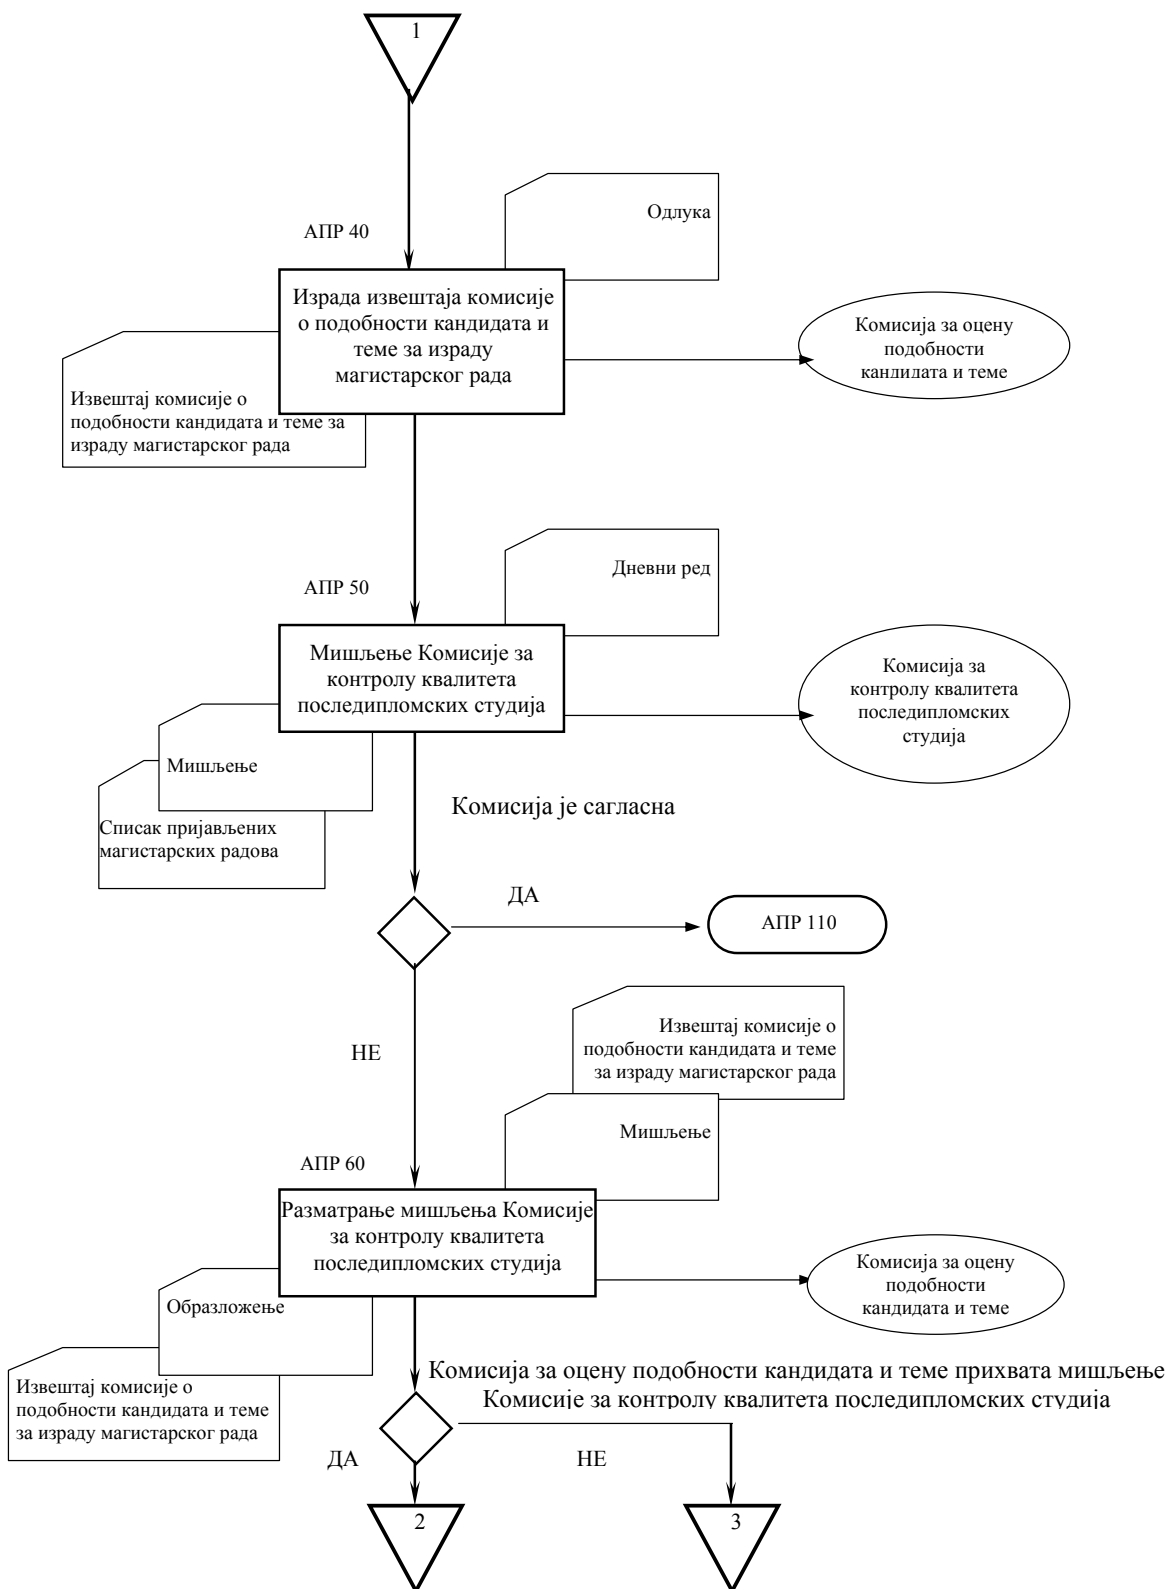 1
Одлука
АПР 40
Израда извештаја комисије
о подобности кандидата и
теме за израду
магистарског рада
Комисија за оцену
подобности
кандидата и теме
Извештај комисије о
подобности кандидата и теме за
израду магистарског рада
Дневни ред
АПР 50
Мишљење Комисије за
контролу квалитета
последипломских студија
Комисија за
контролу квалитета
последипломских
студија
Мишљење
Списак пријављених
магистарских радова
Комисија је сагласна
ДА
АПР 110
НЕ
Извештај комисије о
подобности кандидата и теме
за израду магистарског рада
Мишљење
АПР 60
Разматрање мишљења Комисије
за контролу квалитета
последипломских студија
Комисија за оцену
подобности
кандидата и теме
Образложење
Извештај комисије о
подобности кандидата и теме
за израду магистарског рада
Комисија за оцену подобности кандидата и теме прихвата мишљење
Комисије за контролу квалитета последипломских студија
ДА
НЕ
2
3